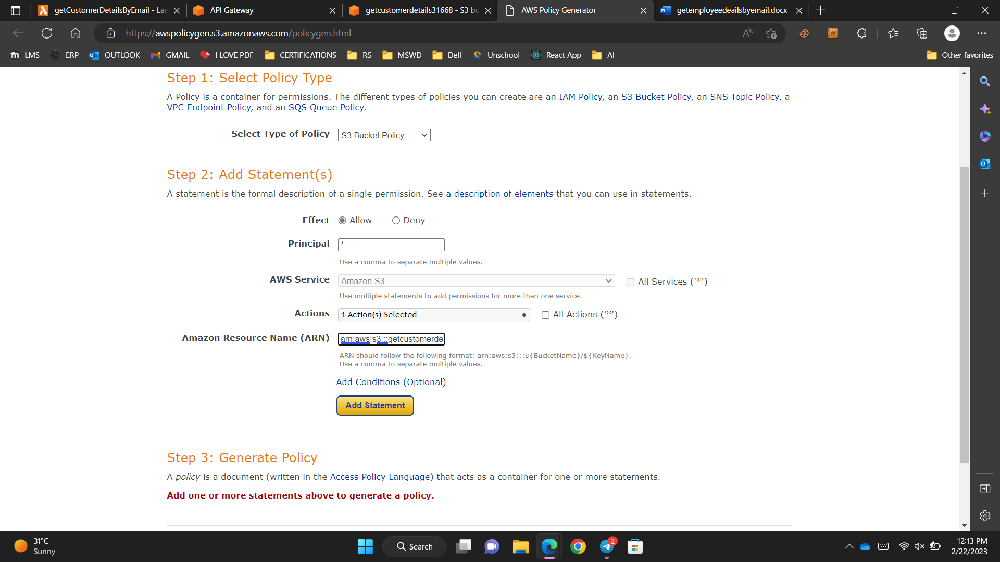 getCustomerDetailsByEmail - Lan
API Gateway
getcustomerdetails31668 - S3 bu
AWS Policy Generator
getemployeedeailsbyemail.docx
https://awspolicygen.s3.amazonaws.com/policygen.html
LMS
ERP
OUTLOOK
GMAIL
I LOVE PDF
CERTIFICATIONS
RS
MSWD
Dell
Unschool
React App
AI
Other favorites
Step 1: Select Policy Type
A Policy is a container for permissions. The different types of policies you can create are an IAM Policy, an S3 Bucket Policy, an SNS Topic Policy, a
VPC Endpoint Policy, and an SQS Queue Policy.
Select Type of Policy S3 Bucket Policy
Step 2: Add Statement(s)
A statement is the formal description of a single permission. See a description of elements that you can use in statements.
Effect Allow Deny
Principal *
Use a comma to separate multiple values.
AWS Service Amazon S3 All Services ('*')
Use multiple statements to add permissions for more than one service.
Actions 1 Action(s) Selected All Actions ('*')
Amazon Resource Name (ARN) arn:aws:s3:::getcustomerde
ARN should follow the following format: arn:aws:s3:::${BucketName}/${KeyName}.
Use a comma to separate multiple values.
Add Conditions (Optional)
Add Statement
Step 3: Generate Policy
A policy is a document (written in the Access Policy Language) that acts as a container for one or more statements.
Add one or more statements above to generate a policy.
31°C
Sunny
Search
2
12:13 PM
2/22/2023